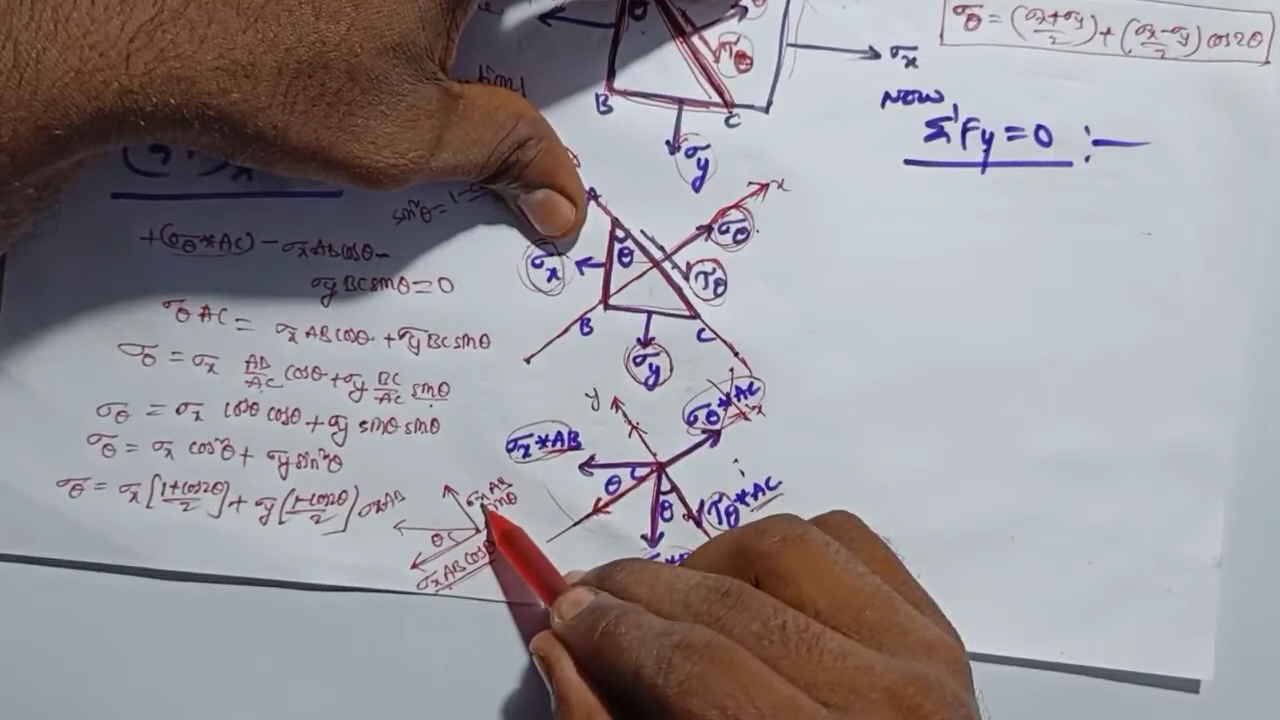 σθ = (σx+σy/2) + (σx-σy/2) cos2θ
θ
τθ
σx
B
C
σy
NOW,
ΣFy = 0 :-
sin²θ =
+(σθ*AC) - σx AB cosθ -
σy BC sinθ = 0
σθ AC = σx AB cosθ + σy BC sinθ
σθ = σx AB/AC cosθ + σy BC/AC sinθ
σθ = σx cosθ cosθ + σy sinθ sinθ
σθ = σx cos²θ + σy sin²θ
σθ = σx [1+cos2θ/2] + σy [1-cos2θ/2]
σx AB
θ
σx AB cosθ
A
x
σθ
σx
θ
τθ
B
C
σy
y
σθ*AC
x
σx*AB
θ
θ
τθ*AC